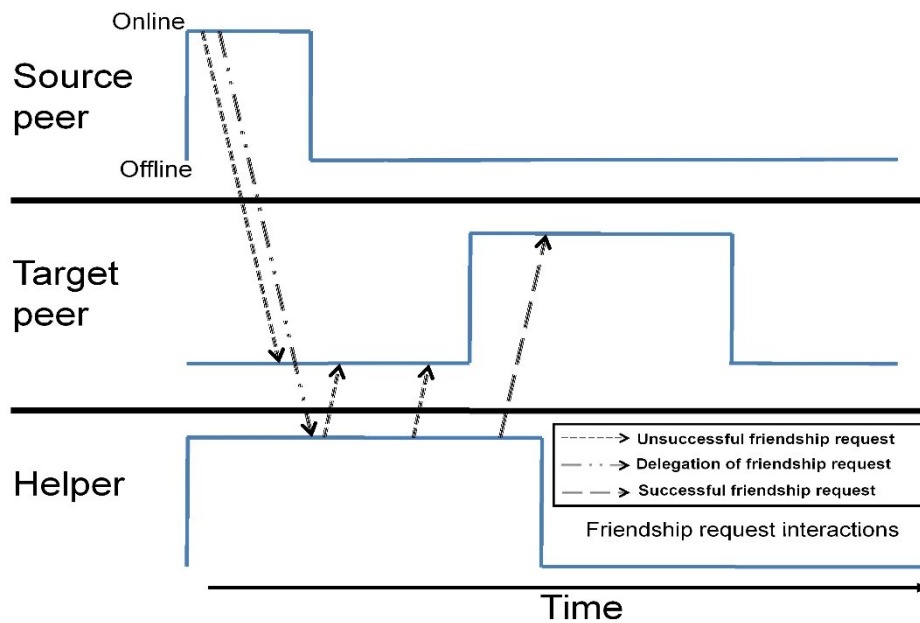 Online
Source
peer
Offline
Target
peer
Helper
Unsuccessful friendship request
Delegation of friendship request
Successful friendship request
Friendship request interactions
Time